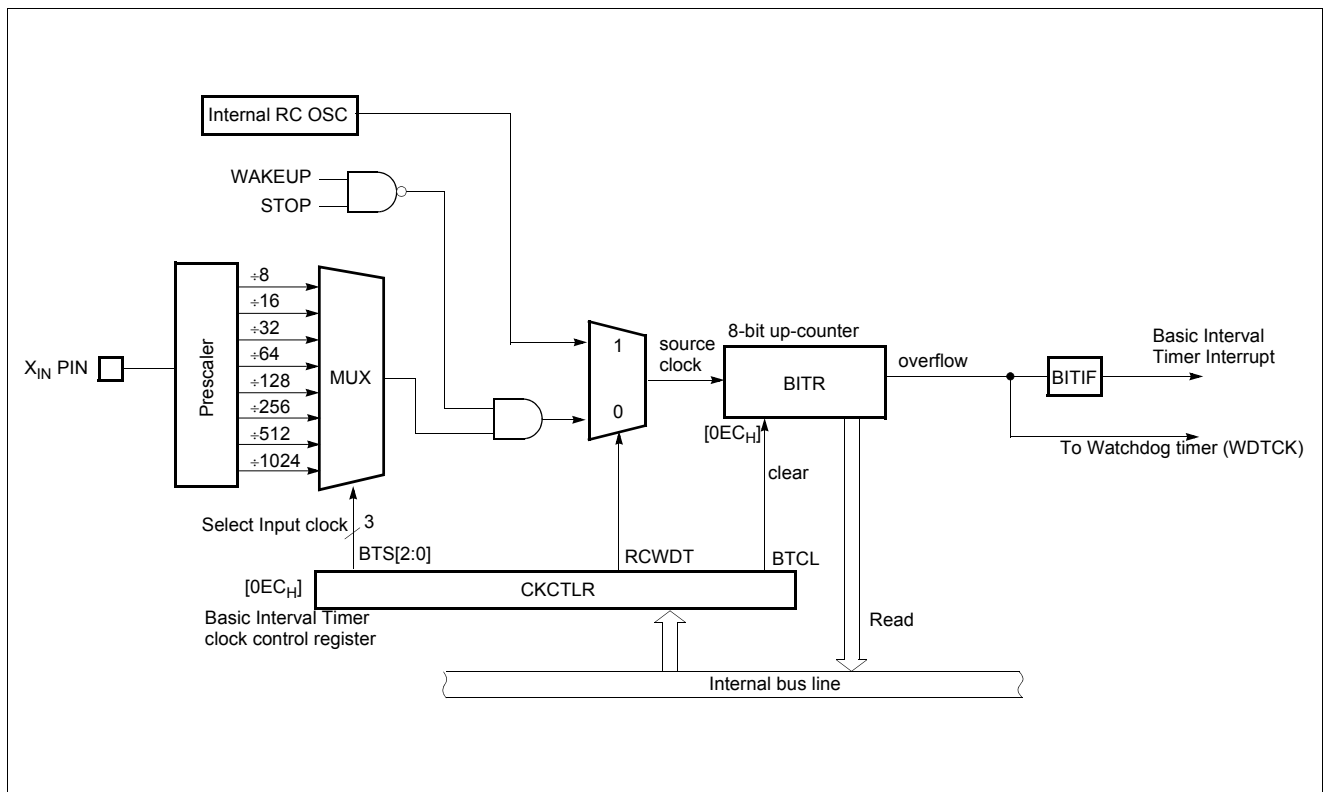 Internal RC OSC
WAKEUP
STOP
÷8
÷16
÷32
÷64
÷128
÷256
÷512
÷1024
XIN PIN
Prescaler
MUX
1
0
source
clock
8-bit up-counter
BITR
[0ECH]
overflow
BITIF
Basic Interval
Timer Interrupt
To Watchdog timer (WDTCK)
clear
Select Input clock
3
BTS[2:0]
RCWDT
BTCL
[0ECH]
CKCTLR
Basic Interval Timer
clock control register
Read
Internal bus line